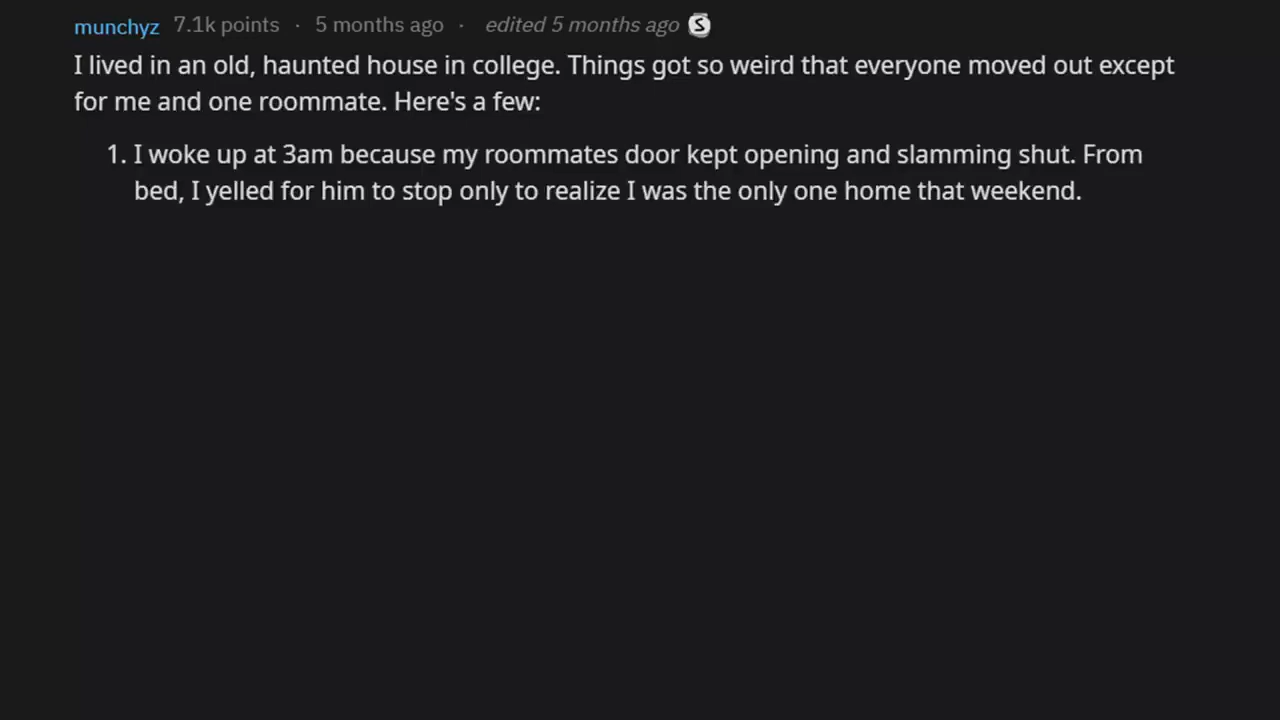 munchyz 7.1k points · 5 months ago · edited 5 months ago S
I lived in an old, haunted house in college. Things got so weird that everyone moved out except
for me and one roommate. Here's a few:
1. I woke up at 3am because my roommates door kept opening and slamming shut. From
bed, I yelled for him to stop only to realize I was the only one home that weekend.